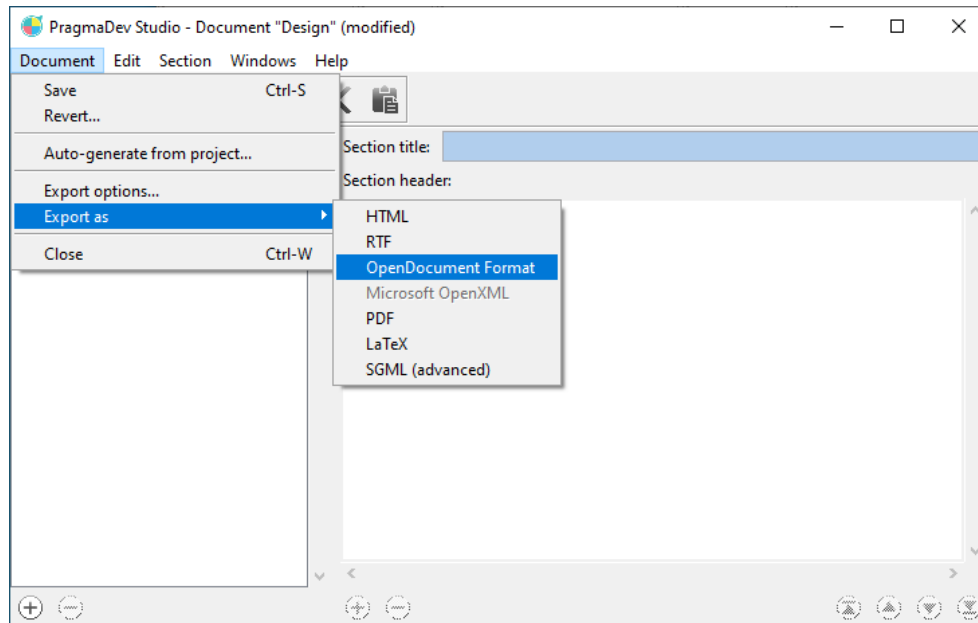 PragmaDev Studio - Document "Design" (modified)
Document Edit Section Windows Help
Save Ctrl-S
Revert...
Auto-generate from project...
Export options...
Export as
Close Ctrl-W
Section title:
Section header:
HTML
RTF
OpenDocument Format
Microsoft OpenXML
PDF
LaTeX
SGML (advanced)